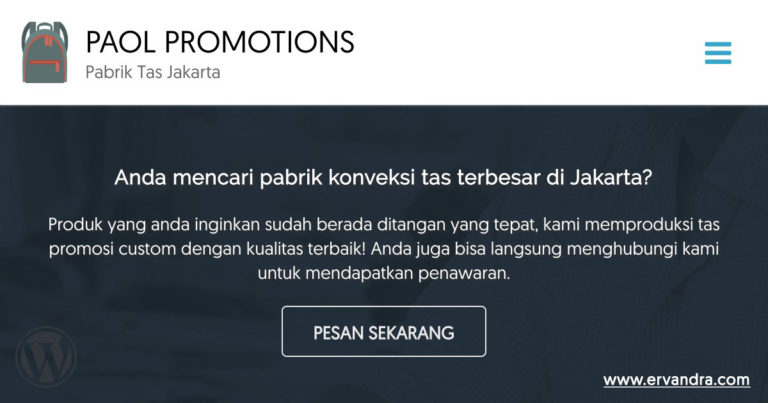 PAOL PROMOTIONS
Pabrik Tas Jakarta
Anda mencari pabrik konveksi tas terbesar di Jakarta?
Produk yang anda inginkan sudah berada ditangan yang tepat, kami memproduksi tas
promosi custom dengan kualitas terbaik! Anda juga bisa langsung menghubungi kami
untuk mendapatkan penawaran.
PESAN SEKARANG
www.ervandra.com